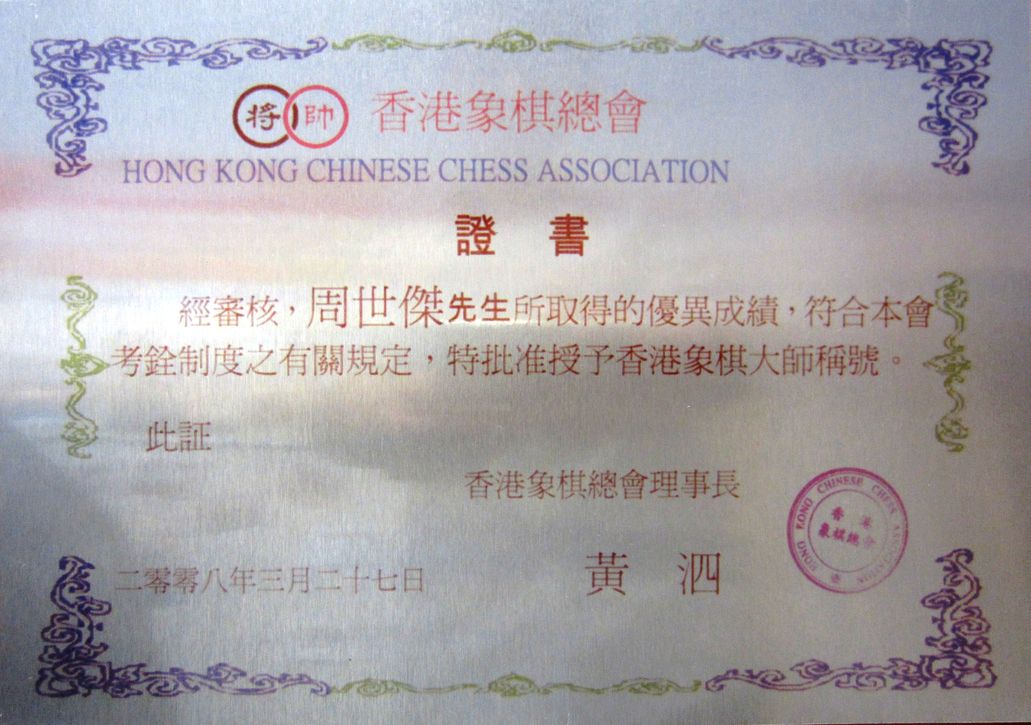 將帥 香港象棋總會
HONG KONG CHINESE CHESS ASSOCIATION
證書
經審核，周世傑先生所取得的優異成績，符合本會
考銓制度之有關規定，特批准授予香港象棋大師稱號。
此証
香港象棋總會理事長
HONG KONG CHINESE CHESS ASSOCIATION
香港
象棋總會
黃泗
二零零八年三月二十七日